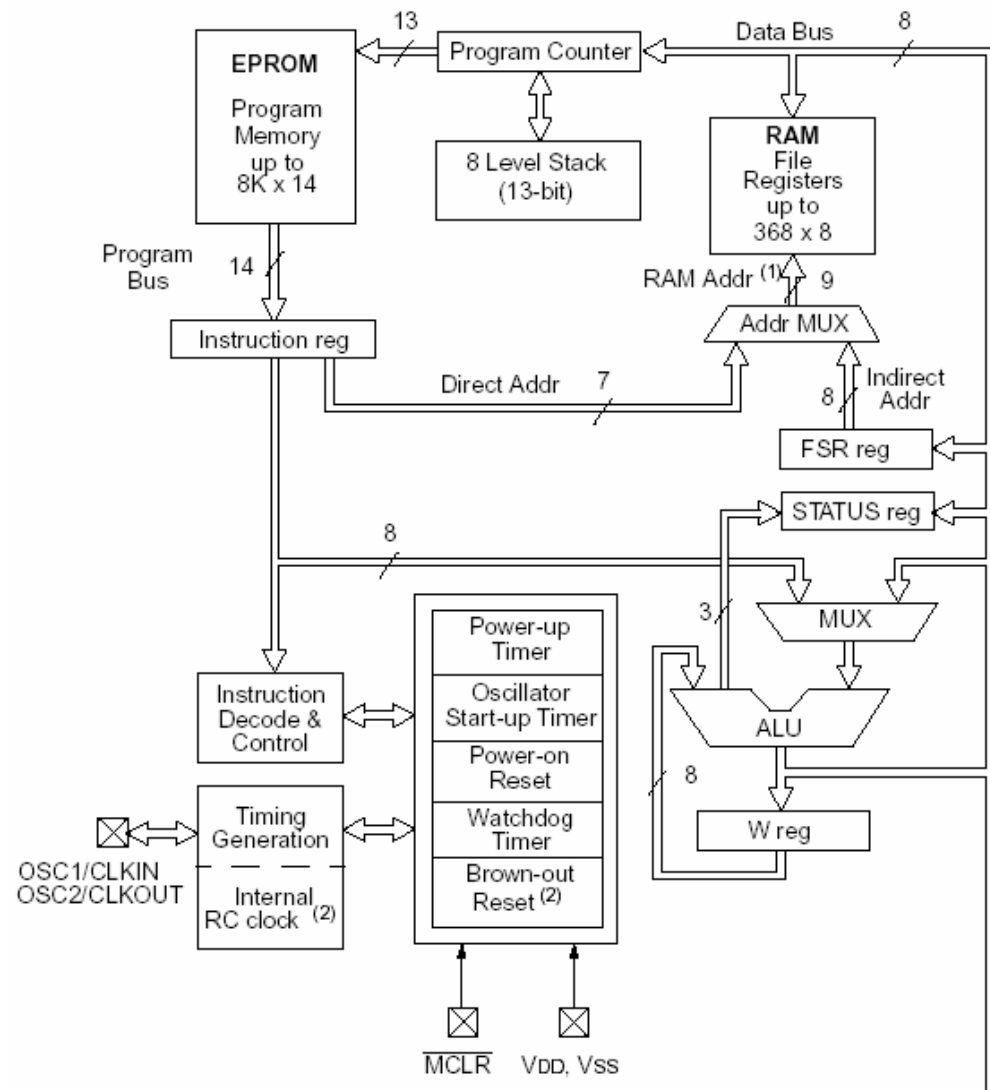 13
Data Bus
8
EPROM
Program
Memory
up to
8K x 14
Program Counter
8 Level Stack
(13-bit)
RAM
File
Registers
up to
368 x 8
Program
Bus
14
RAM Addr (1)
9
Addr MUX
Instruction reg
Direct Addr
7
8
Indirect
Addr
FSR reg
STATUS reg
8
3
MUX
Power-up
Timer
Oscillator
Start-up Timer
Power-on
Reset
Watchdog
Timer
Brown-out
Reset (2)
Instruction
Decode &
Control
ALU
8
W reg
Timing
Generation
Internal
RC clock (2)
OSC1/CLKIN
OSC2/CLKOUT
MCLR
VDD, VSS